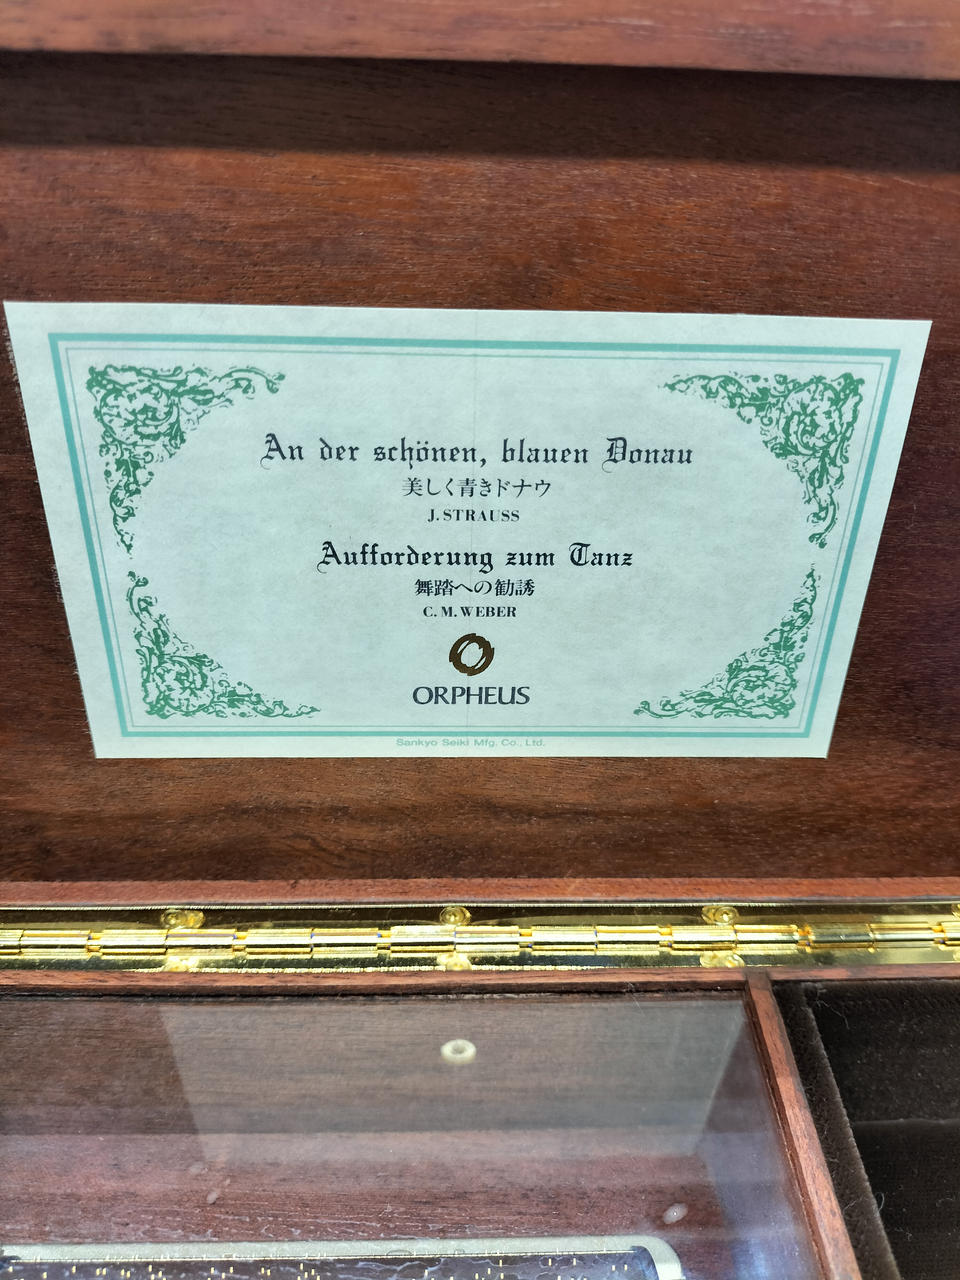 An der schönen, blauen Donau
美しく青きドナウ
J. STRAUSS
Aufforderung zum Tanz
舞踏への勧誘
C. M. WEBER
ORPHEUS
Sankyo Seiki Mfg. Co., Ltd.